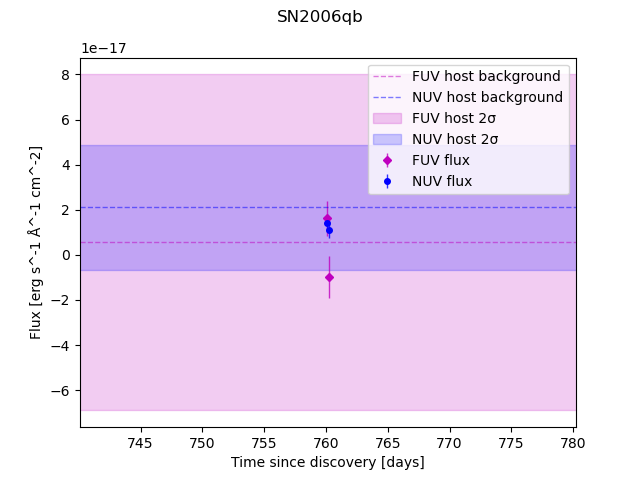 SN2006qb
1e−17
8
6
4
2
0
−2
−4
−6
Flux [erg s^-1 Å^-1 cm^-2]
FUV host background
NUV host background
FUV host 2σ
NUV host 2σ
FUV flux
NUV flux
745 750 755 760 765 770 775 780
Time since discovery [days]